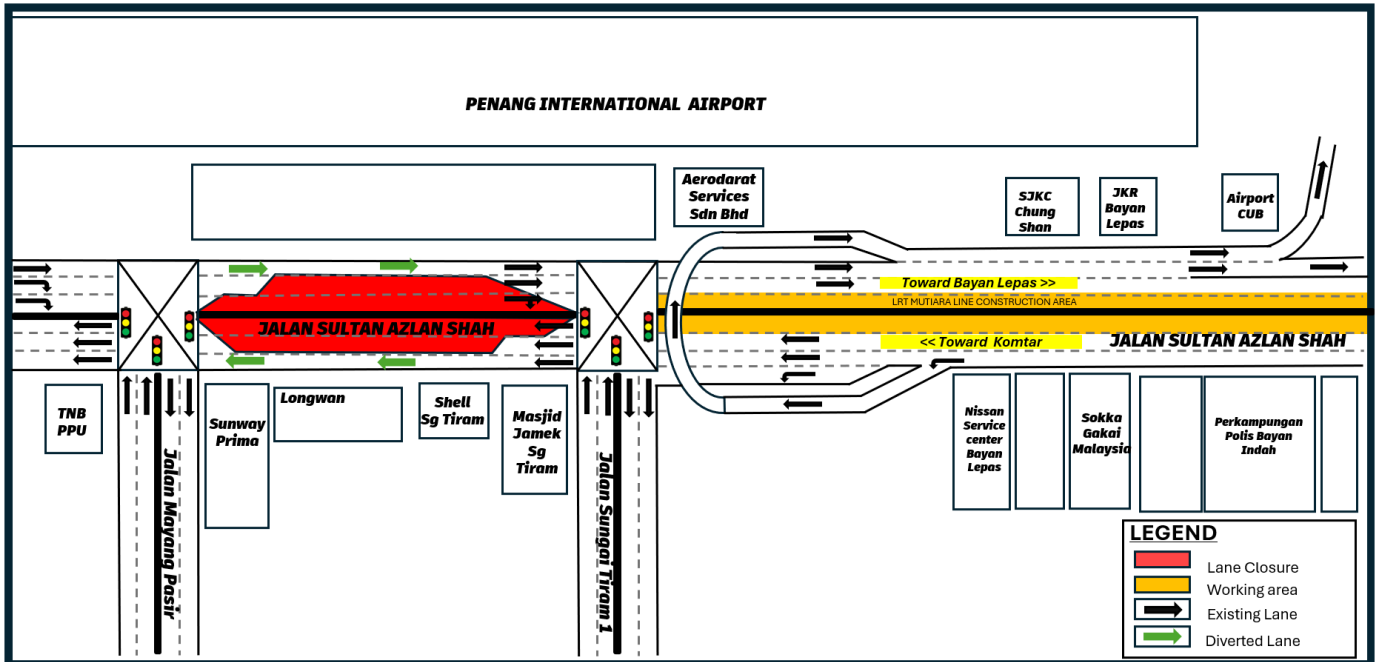 PENANG INTERNATIONAL AIRPORT
Aerodarat
Services
Sdn Bhd
SJKC
Chung
Shan
JKR
Bayan
Lepas
Airport
CUB
Toward Bayan Lepas >>
LRT MUTIARA LINE CONSTRUCTION AREA
JALAN SULTAN AZLAN SHAH
<< Toward Komtar
JALAN SULTAN AZLAN SHAH
TNB
PPU
Sunway
Prima
Longwan
Shell
Sg Tiram
Masjid
Jamek
Sg
Tiram
Nissan
Service
center
Bayan
Lepas
Sokka
Gakai
Malaysia
Perkampungan
Polis Bayan
Indah
Jalan Mayang Pasir
Jalan Sungai Tiram 1
LEGEND
Lane Closure
Working area
Existing Lane
Diverted Lane